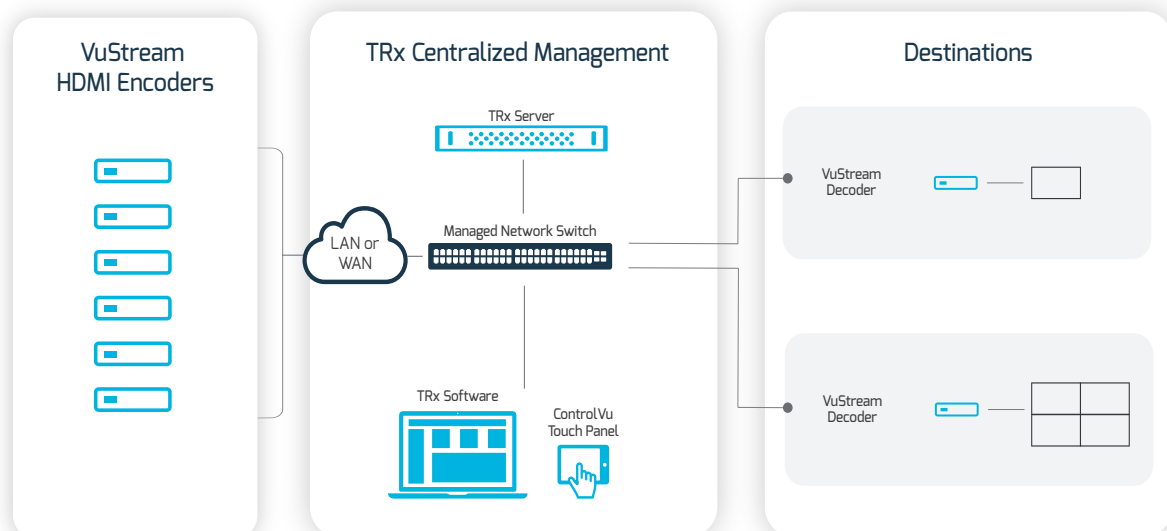 VuStream
HDMI Encoders
TRx Centralized Management
TRx Server
LAN or
WAN
Managed Network Switch
TRx Software
ControlVu
Touch Panel
Destinations
VuStream
Decoder
VuStream
Decoder